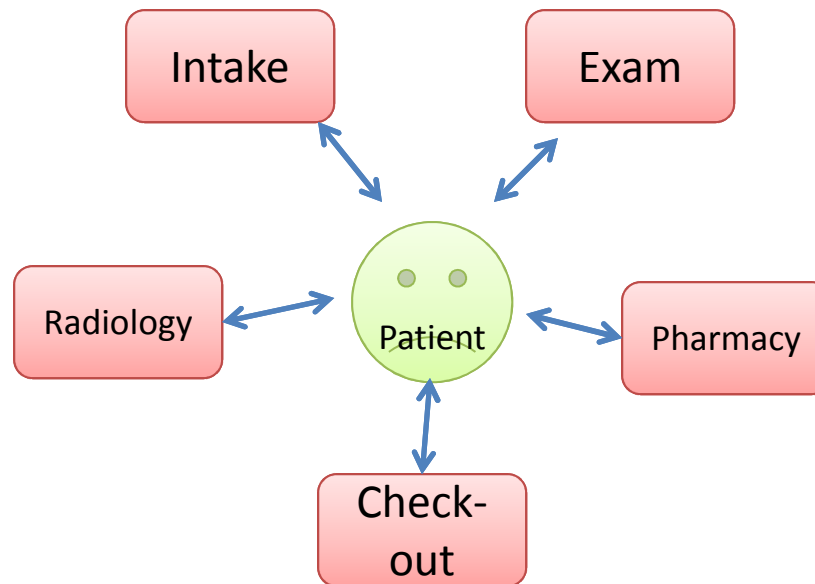 Intake
Exam
Radiology
Patient
Pharmacy
Check-
out